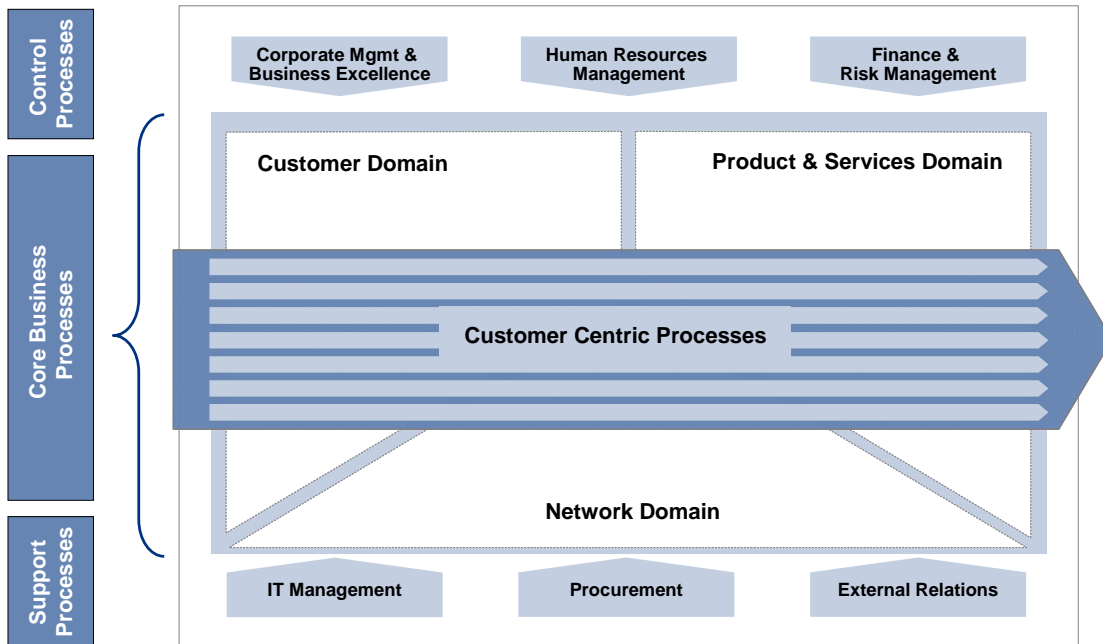 Control
Processes
Corporate Mgmt &
Business Excellence
Human Resources
Management
Finance &
Risk Management
Core Business
Processes
Customer Domain
Product & Services Domain
Customer Centric Processes
Network Domain
Support
Processes
IT Management
Procurement
External Relations